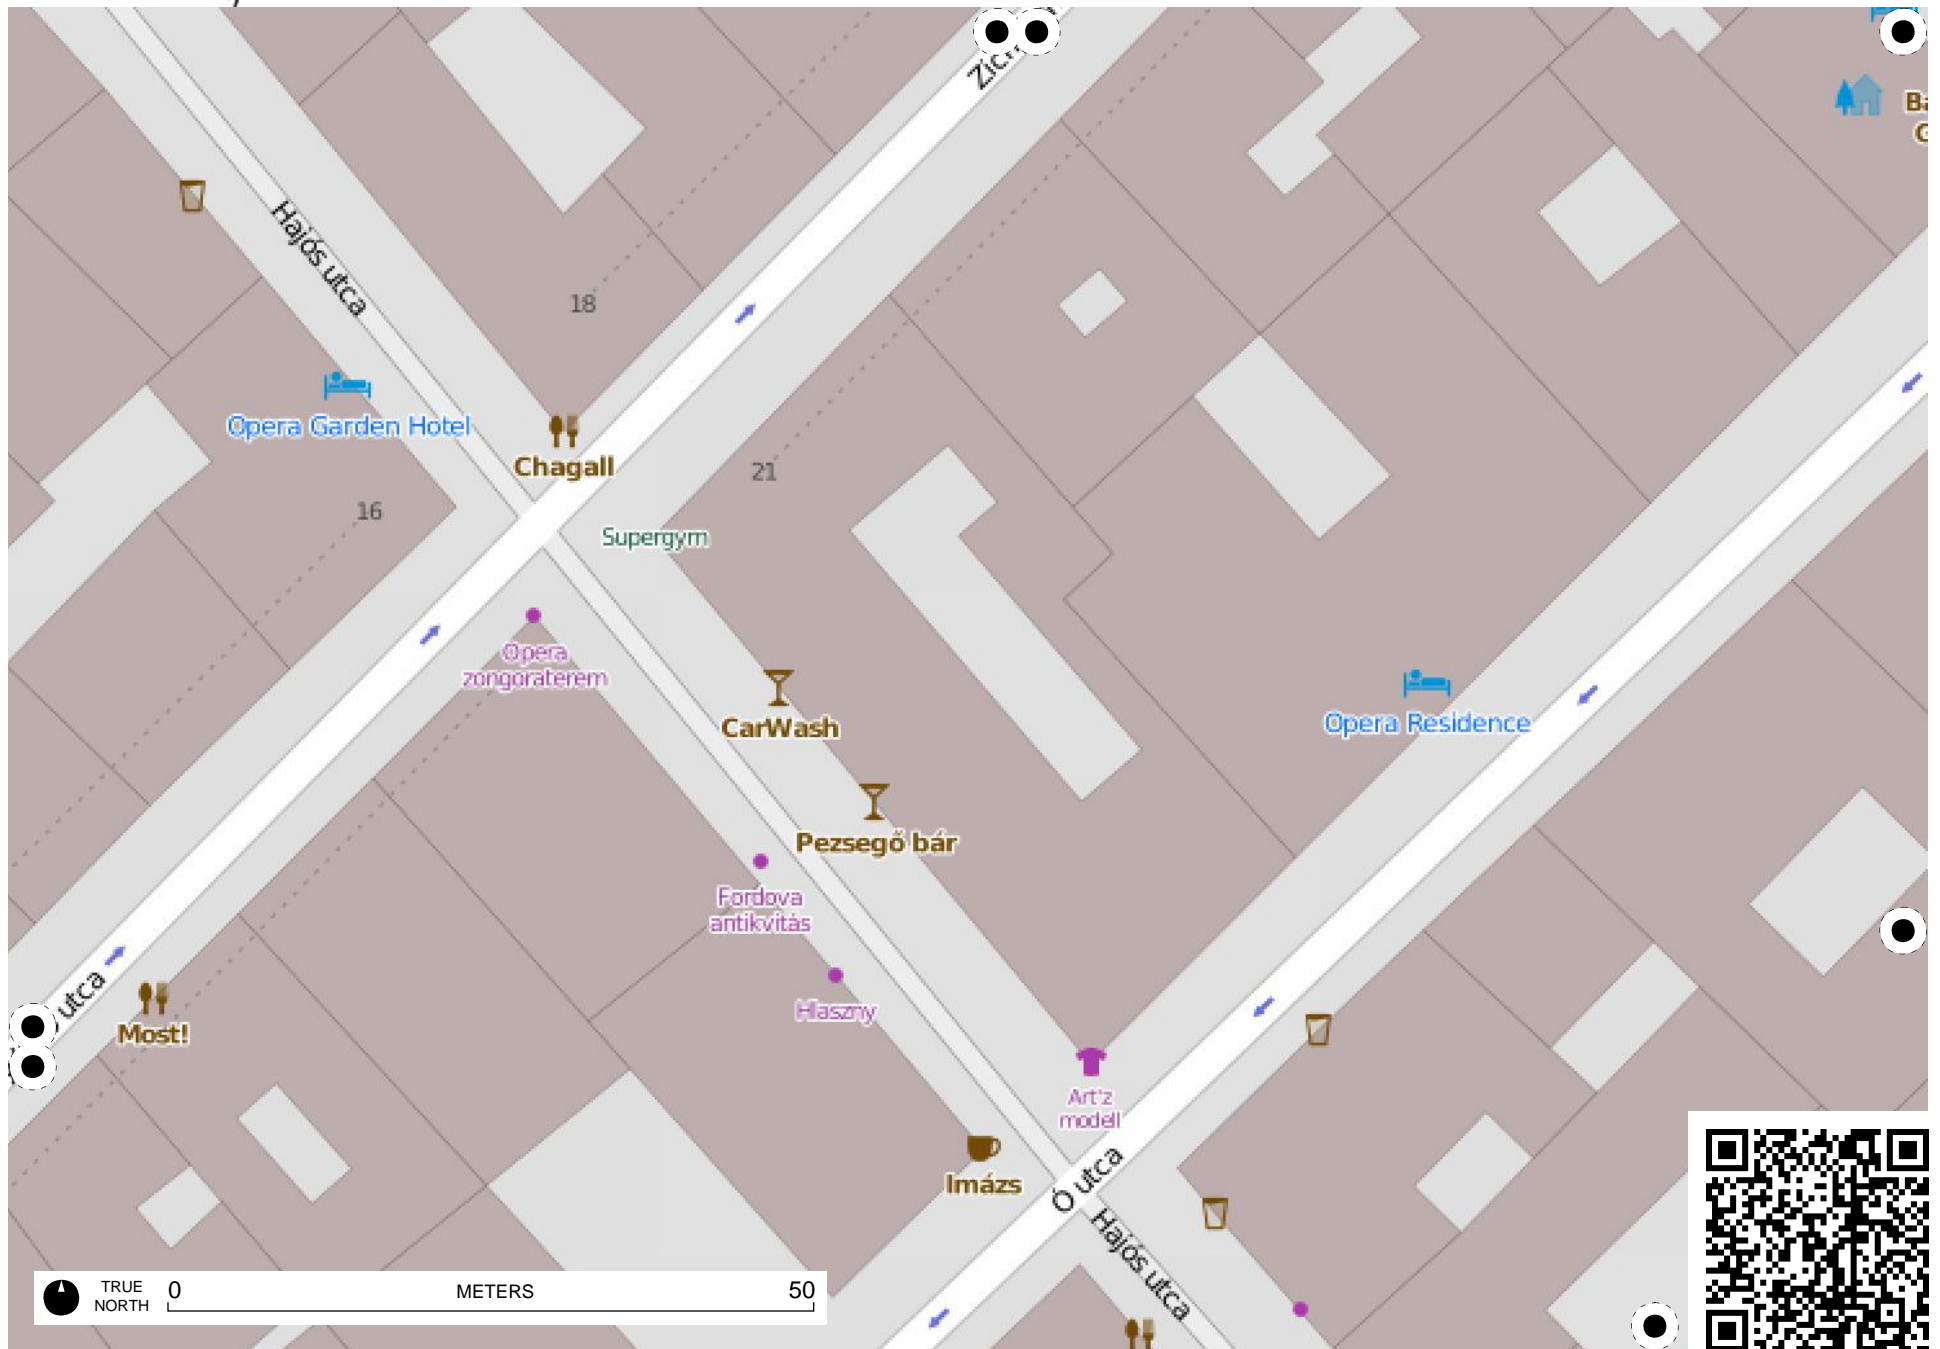 Hajós utca
18
Opera Garden Hotel
Chagall
21
16
Supergym
Opera
zongoraterem
CarWash
Opera Residence
Pezsegő bár
Fordova
antikvitás
utca
Most!
Hlaszny
Art'z
modell
Imázs
Ó utca
Hajós utca
TRUE
NORTH
0
METERS
50